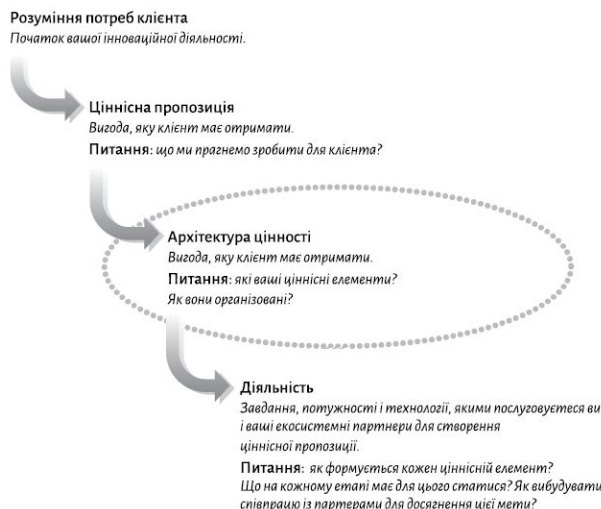 Розуміння потреб клієнта
Початок вашої інноваційної діяльності.
Ціннісна пропозиція
Вигода, яку клієнт має отримати.
Питання: що ми прагнемо зробити для клієнта?
Архітектура цінності
Вигода, яку клієнт має отримати.
Питання: які ваші ціннісні елементи?
Як вони організовані?
Діяльність
Завдання, потужності і технології, якими послуговуєтеся ви
і ваші екосистемні партнери для створення
ціннісної пропозиції.
Питання: як формується кожен ціннісній елемент?
Що на кожному етапі має для цього статися? Як вибудувати
співпрацю із партерами для досягнення цієї мети?